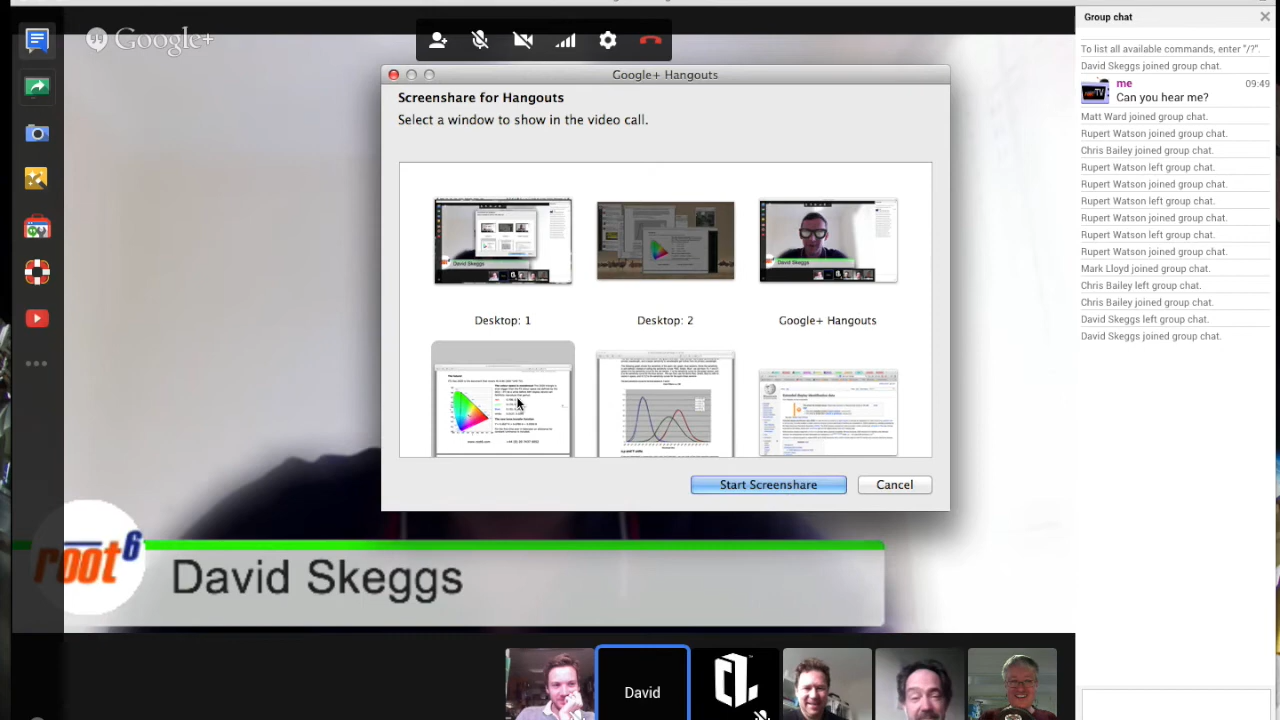 Google+
Google+ Hangouts
Screenshare for Hangouts
Select a window to show in the video call.
Desktop: 1
Desktop: 2
Google+ Hangouts
Start Screenshare
Cancel
root6
David Skeggs
David
CL
Group chat
To list all available commands, enter "/?".
David Skeggs joined group chat.
me
09:49
Can you hear me?
Matt Ward joined group chat.
Rupert Watson joined group chat.
Chris Bailey joined group chat.
Rupert Watson left group chat.
Rupert Watson joined group chat.
Rupert Watson left group chat.
Rupert Watson joined group chat.
Rupert Watson left group chat.
Rupert Watson joined group chat.
Mark Lloyd joined group chat.
Chris Bailey left group chat.
Chris Bailey joined group chat.
David Skeggs left group chat.
David Skeggs joined group chat.